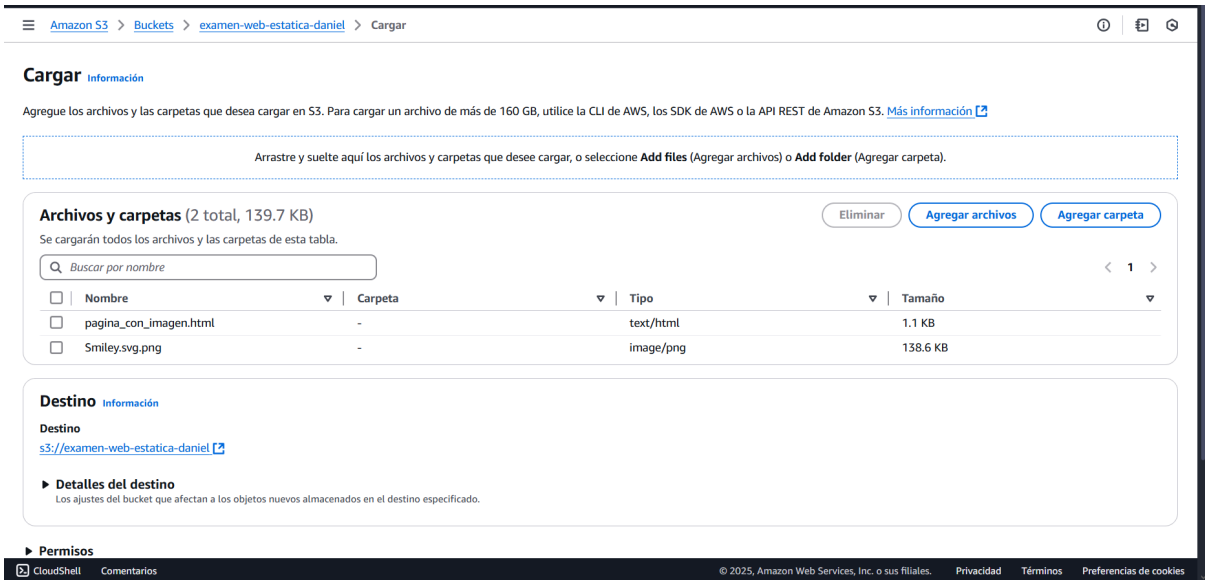 Amazon S3 > Buckets > examen-web-estatica-daniel > Cargar
Cargar Información
Agregue los archivos y las carpetas que desea cargar en S3. Para cargar un archivo de más de 160 GB, utilice la CLI de AWS, los SDK de AWS o la API REST de Amazon S3. Más información
Arrastre y suelte aquí los archivos y carpetas que desee cargar, o seleccione Add files (Agregar archivos) o Add folder (Agregar carpeta).
Archivos y carpetas (2 total, 139.7 KB) Eliminar Agregar archivos Agregar carpeta
Se cargarán todos los archivos y las carpetas de esta tabla.
Buscar por nombre < 1 >
Nombre Carpeta Tipo Tamaño
pagina_con_imagen.html - text/html 1.1 KB
Smiley.svg.png - image/png 138.6 KB
Destino Información
Destino
s3://examen-web-estatica-daniel
Detalles del destino
Los ajustes del bucket que afectan a los objetos nuevos almacenados en el destino especificado.
Permisos
CloudShell Comentarios © 2025, Amazon Web Services, Inc. o sus filiales. Privacidad Términos Preferencias de cookies